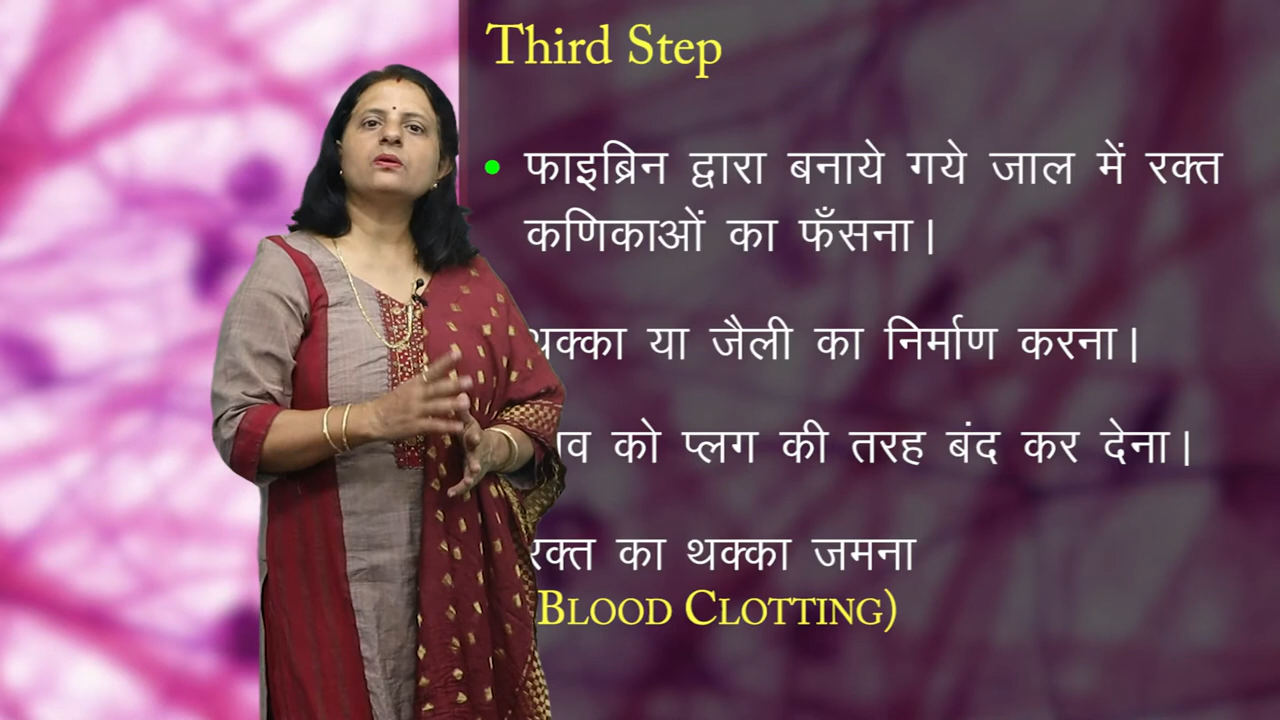 Third Step
• फाइब्रिन द्वारा बनाये गये जाल में रक्त
कणिकाओं का फँसना।
थक्का या जैली का निर्माण करना।
को प्लग की तरह बंद कर देना।
रक्त का थक्का जमना
(BLOOD CLOTTING)